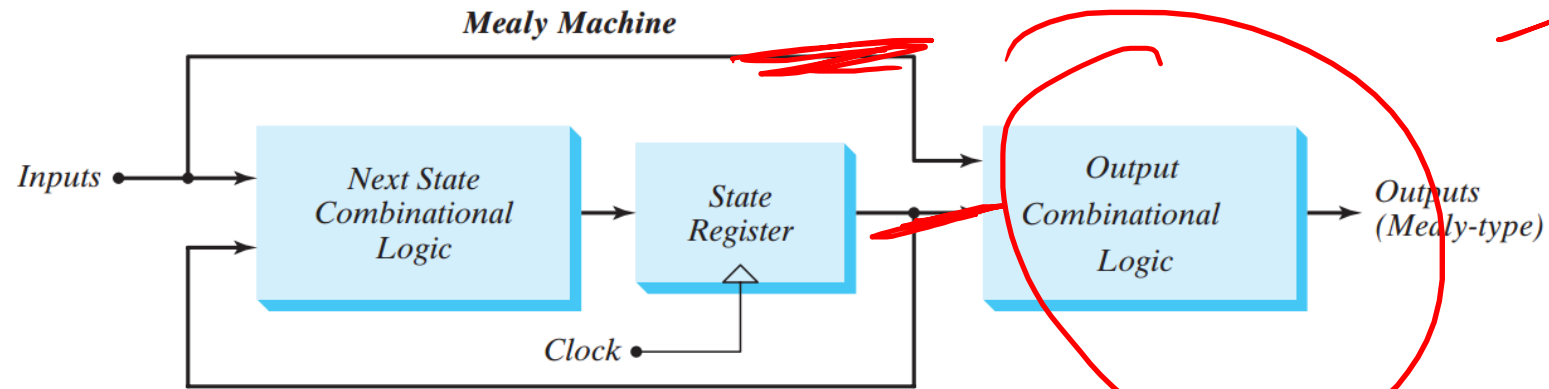 Mealy Machine
Inputs
Next State
Combinational
Logic
State
Register
Output
Combinational
Logic
Outputs
(Mealy-type)
Clock